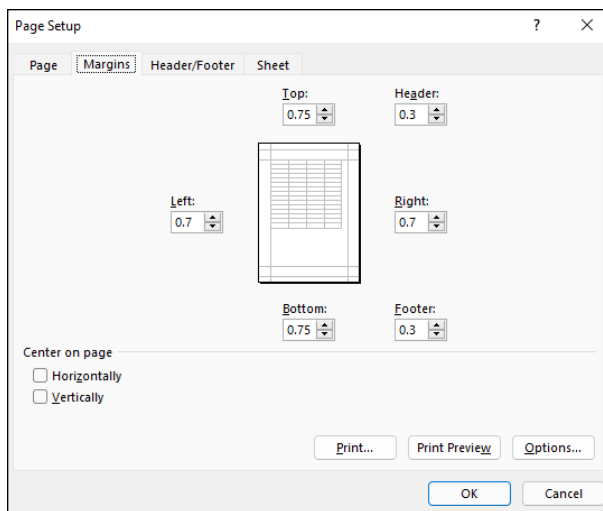 Page Setup ? ×
Page Margins Header/Footer Sheet
Top: Header:
0.75 0.3
Left: Right:
0.7 0.7
Bottom: Footer:
0.75 0.3
Center on page
Horizontally
Vertically
Print... Print Preview Options...
OK Cancel